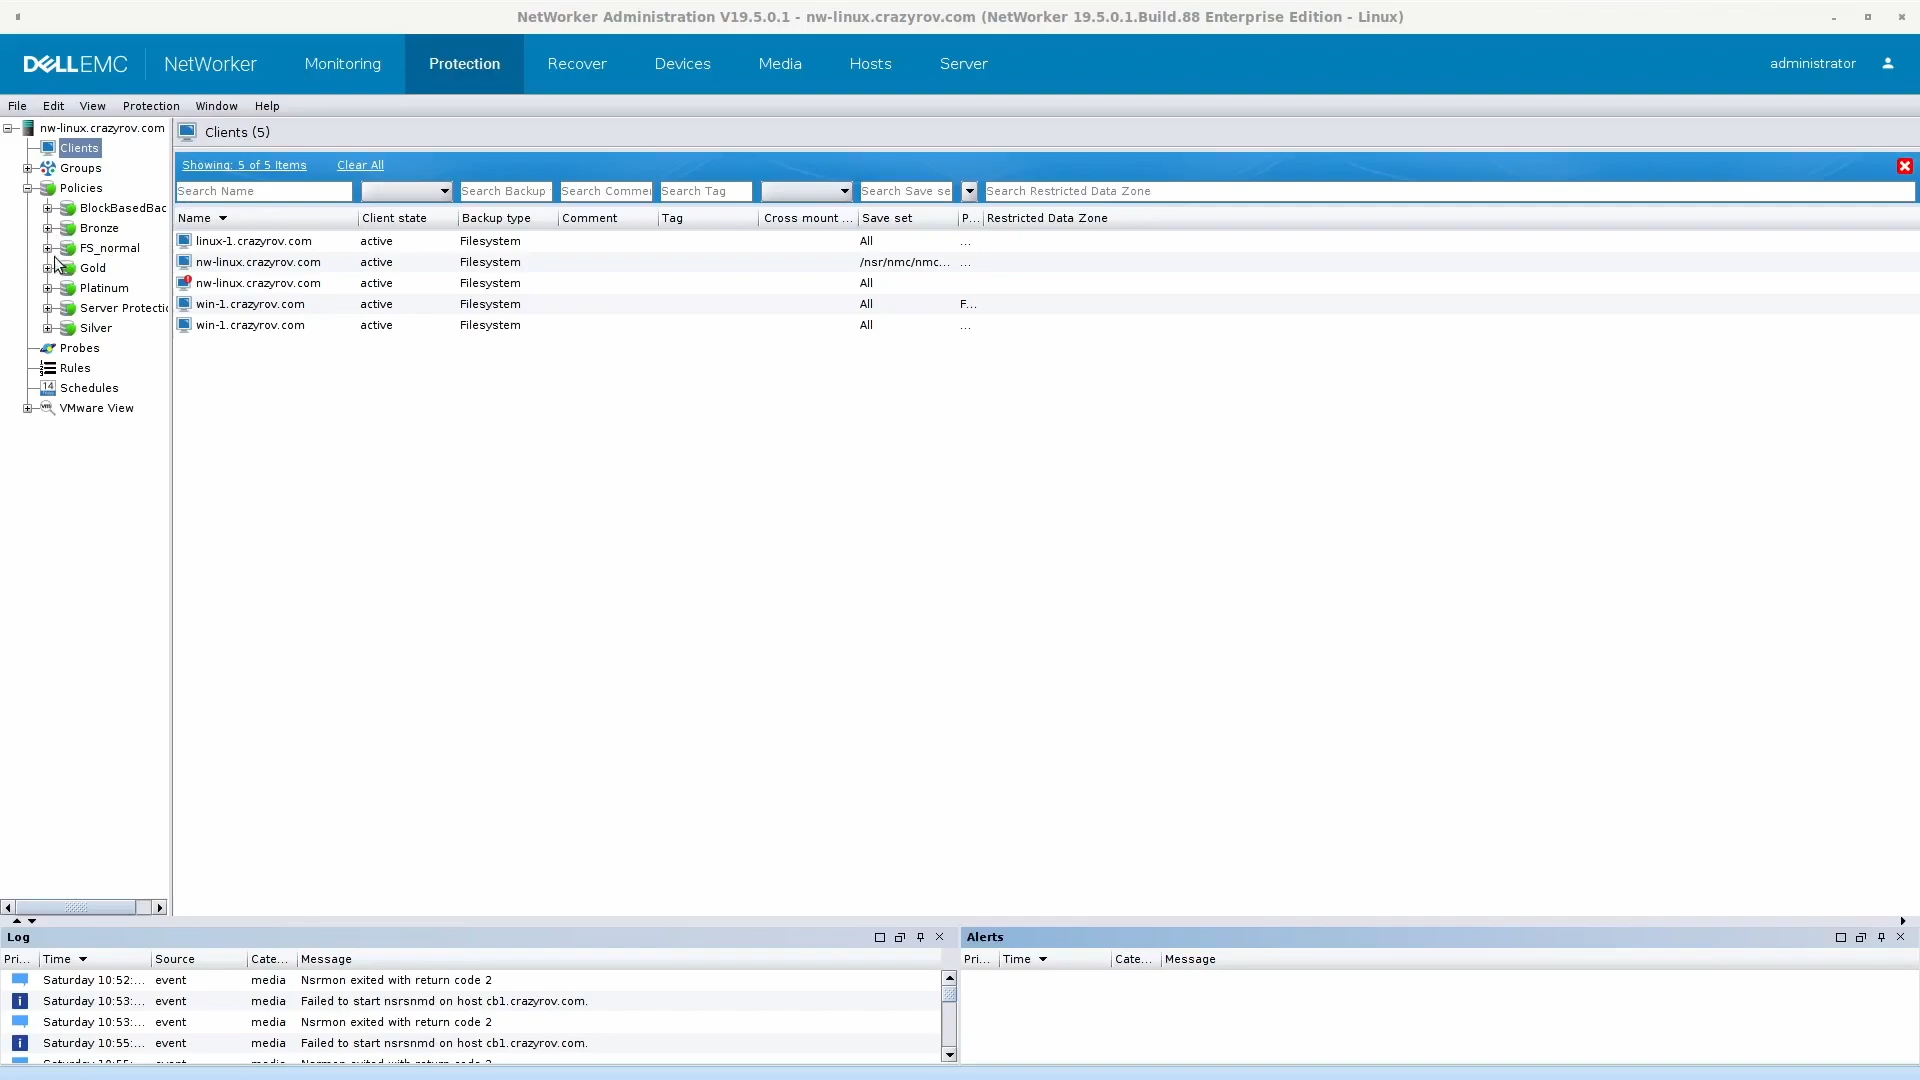 NetWorker Administration V19.5.0.1 - nw-linux.crazyrov.com (NetWorker 19.5.0.1.Build.88 Enterprise Edition - Linux)
DELLEMC NetWorker Monitoring Protection Recover Devices Media Hosts Server administrator
File Edit View Protection Window Help
nw-linux.crazyrov.com
Clients
Groups
Policies
BlockBasedBac
Bronze
FS_normal
Gold
Platinum
Server Protectio
Silver
Probes
Rules
14 Schedules
VMware View
Clients (5)
Showing: 5 of 5 Items Clear All
Search Name Search Backup Search Commer Search Tag Search Save se Search Restricted Data Zone
Name Client state Backup type Comment Tag Cross mount ... Save set P... Restricted Data Zone
linux-1.crazyrov.com active Filesystem All ...
nw-linux.crazyrov.com active Filesystem /nsr/nmc/nmc... ...
nw-linux.crazyrov.com active Filesystem All
win-1.crazyrov.com active Filesystem All F...
win-1.crazyrov.com active Filesystem All ...
Log
Pri... Time Source Cate... Message
Saturday 10:52:... event media Nsrmon exited with return code 2
Saturday 10:53:... event media Failed to start nsrsnmd on host cb1.crazyrov.com.
Saturday 10:53:... event media Nsrmon exited with return code 2
Saturday 10:55:... event media Failed to start nsrsnmd on host cb1.crazyrov.com.
Alerts
Pri... Time Cate... Message